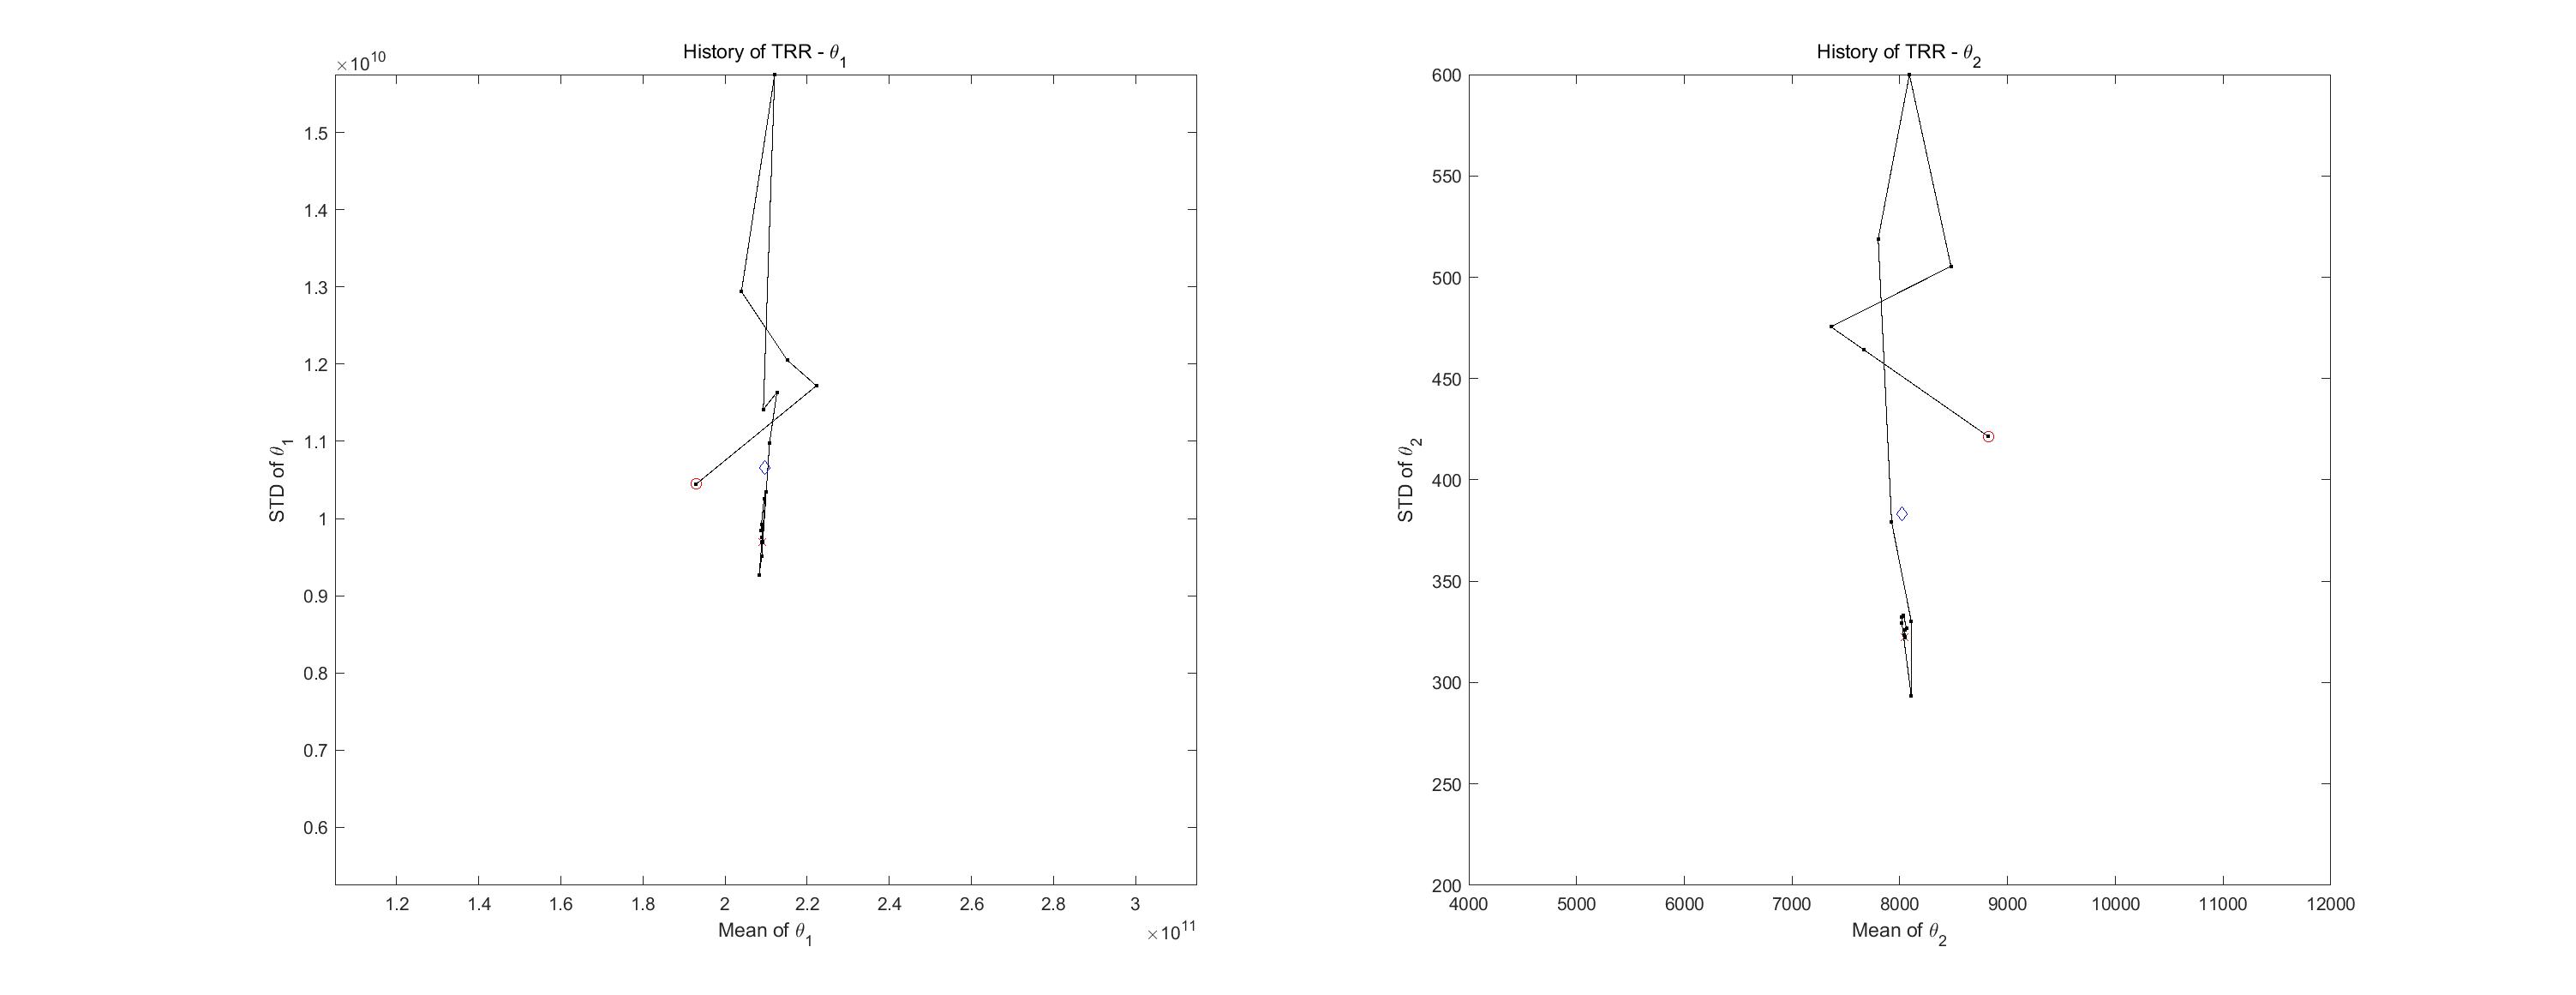 History of TRR - θ1
×10^10
1.5
1.4
1.3
1.2
1.1
1
0.9
0.8
0.7
0.6
STD of θ1
1.2 1.4 1.6 1.8 2 2.2 2.4 2.6 2.8 3
Mean of θ1
×10^11
History of TRR - θ2
600
550
500
450
400
350
300
250
200
STD of θ2
4000 5000 6000 7000 8000 9000 10000 11000 12000
Mean of θ2